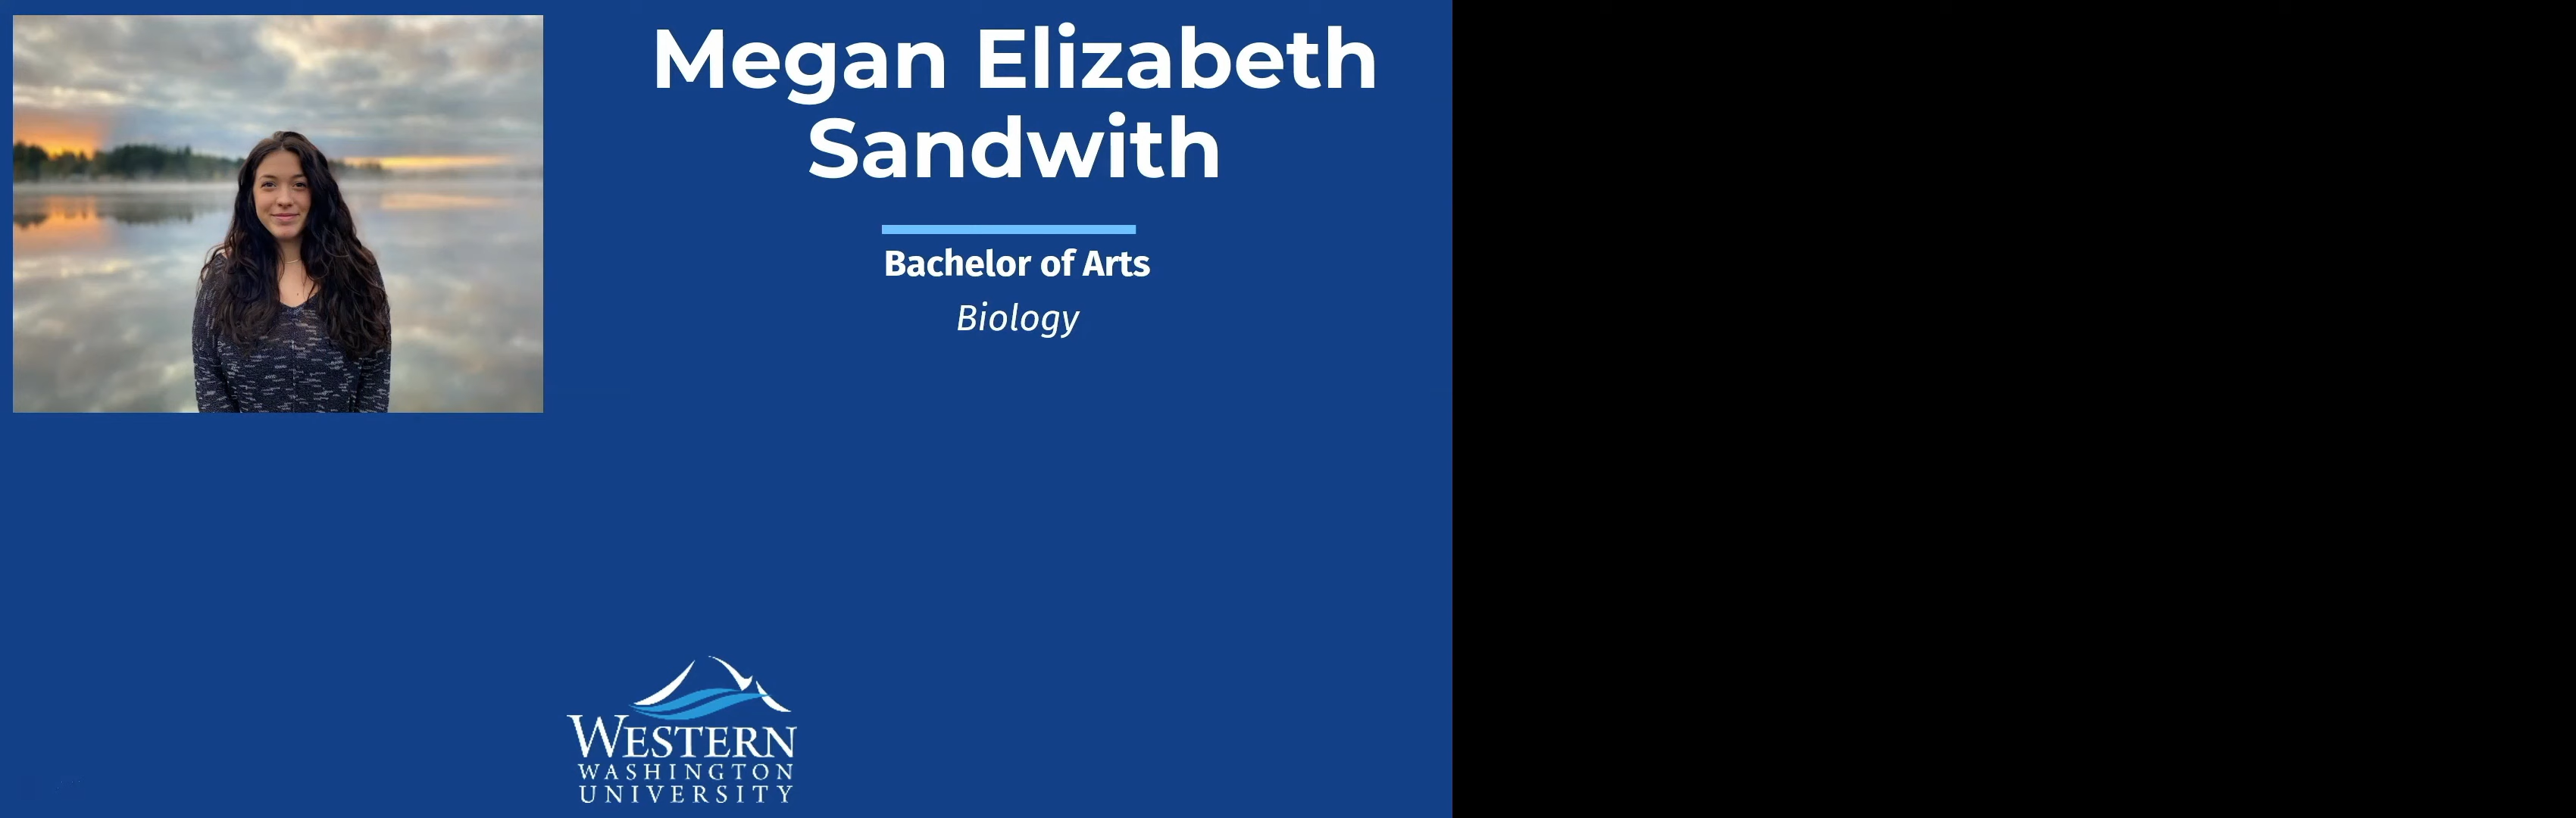 Megan Elizabeth
Sandwith
Bachelor of Arts
Biology
WESTERN
WASHINGTON
UNIVERSITY